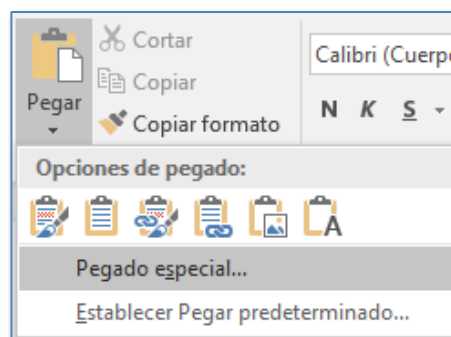 Cortar
Calibri (Cuerpo
Copiar
Pegar
Copiar formato
N K S
Opciones de pegado:
A
Pegado especial...
Establecer Pegar predeterminado...